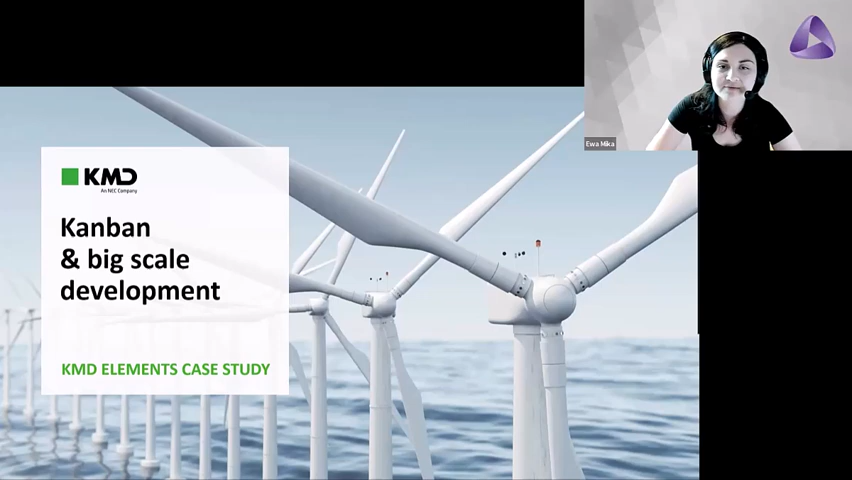 KMD
An NEC Company
Kanban
& big scale
development
KMD ELEMENTS CASE STUDY
Ewa Mika